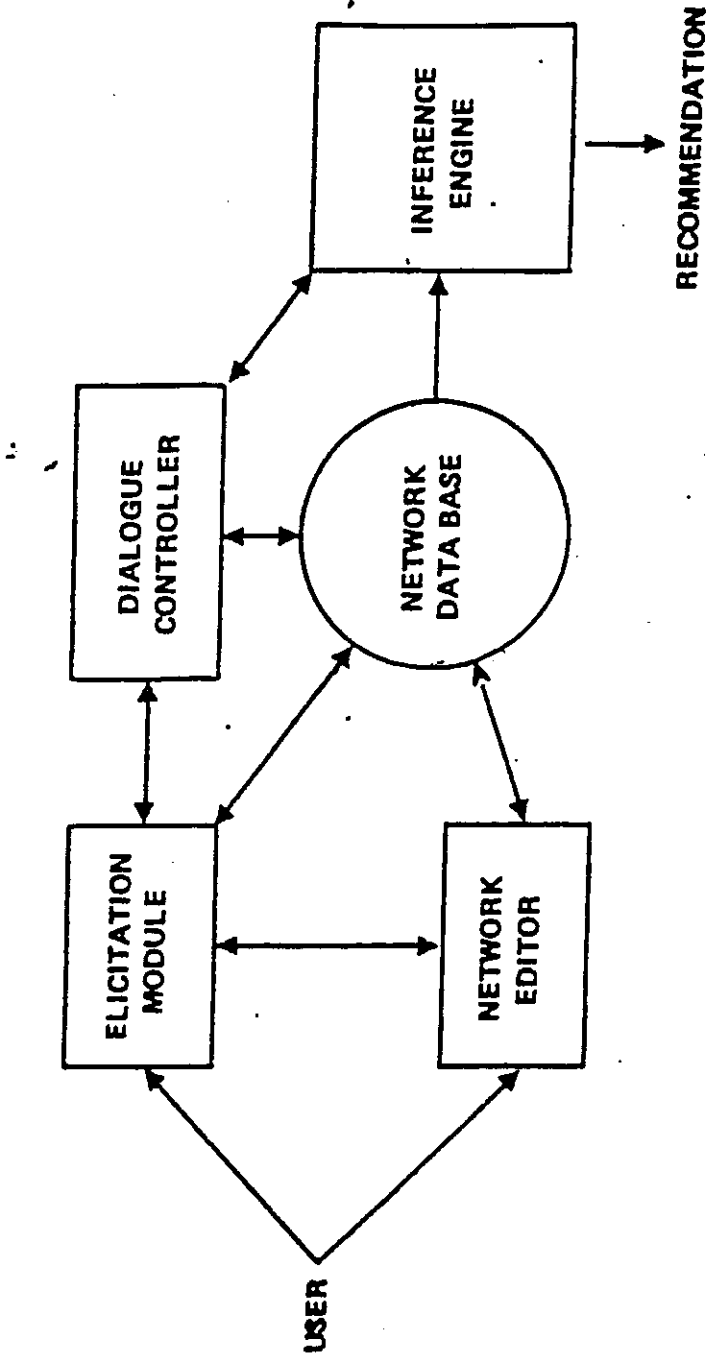 USER
ELICITATION
MODULE
NETWORK
EDITOR
DIALOGUE
CONTROLLER
NETWORK
DATA BASE
INFERENCE
ENGINE
RECOMMENDATION